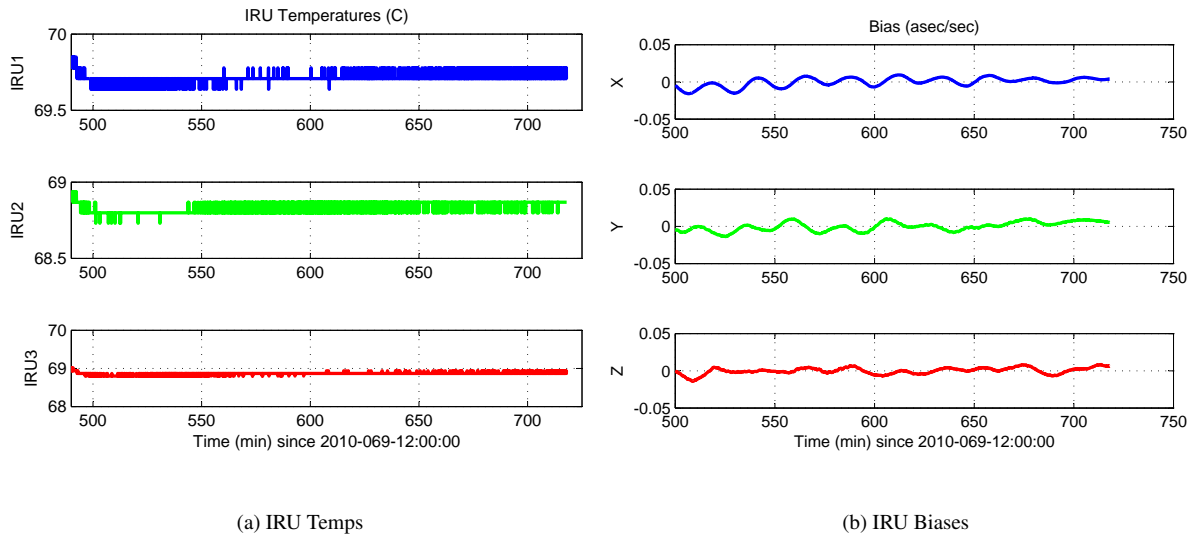 IRU Temperatures (C)
70
69.5
IRU1
500 550 600 650 700
69
68.5
IRU2
500 550 600 650 700
70
69
68
IRU3
500 550 600 650 700
Time (min) since 2010-069-12:00:00
(a) IRU Temps
Bias (asec/sec)
0.05
0
-0.05
X
500 550 600 650 700 750
0.05
0
-0.05
Y
500 550 600 650 700 750
0.05
0
-0.05
Z
500 550 600 650 700 750
Time (min) since 2010-069-12:00:00
(b) IRU Biases